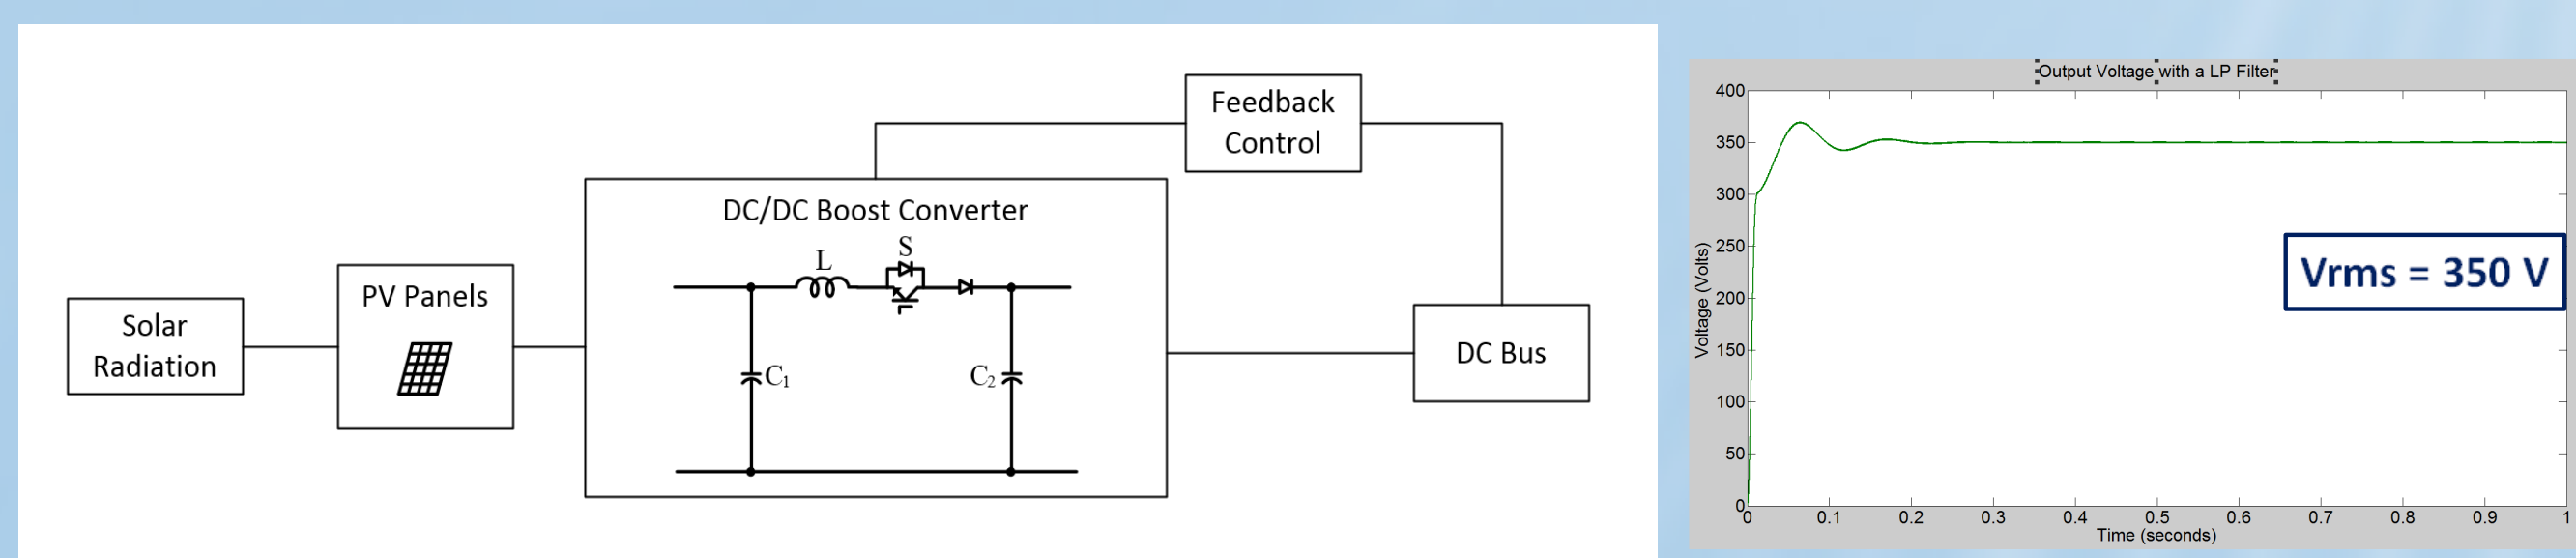 Solar
Radiation
PV Panels
DC/DC Boost Converter
L
S
C₁
C₂
Feedback
Control
DC Bus
Output Voltage with a LP Filter
Voltage (Volts)
400
350
300
250
200
150
100
50
0
0 0.1 0.2 0.3 0.4 0.5 0.6 0.7 0.8 0.9 1
Time (seconds)
Vrms = 350 V